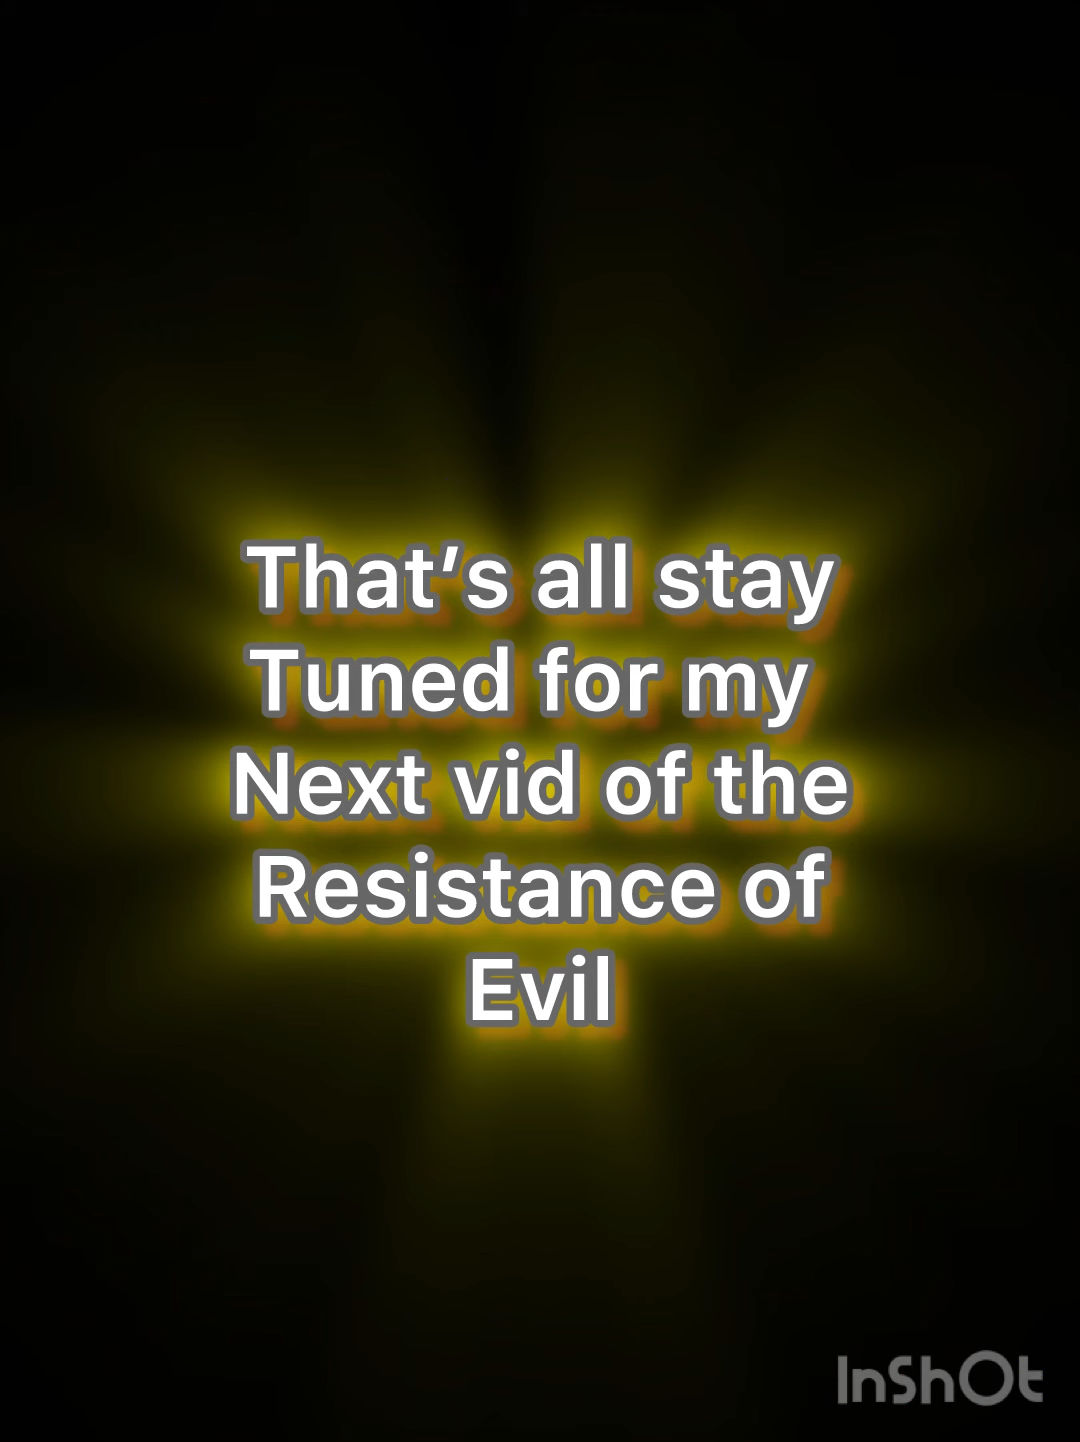 That’s all stay
Tuned for my
Next vid of the
Resistance of
Evil
InShOt